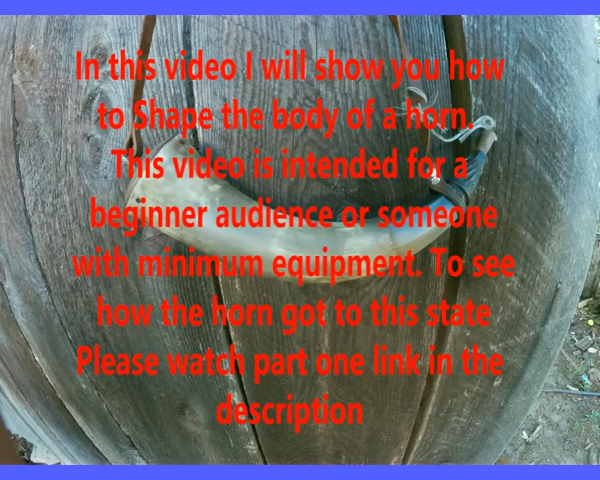 In this video I will show you how
to Shape the body of a horn.
This video is intended for a
beginner audience or someone
with minimum equipment. To see
how the horn got to this state
Please watch part one link in the
description